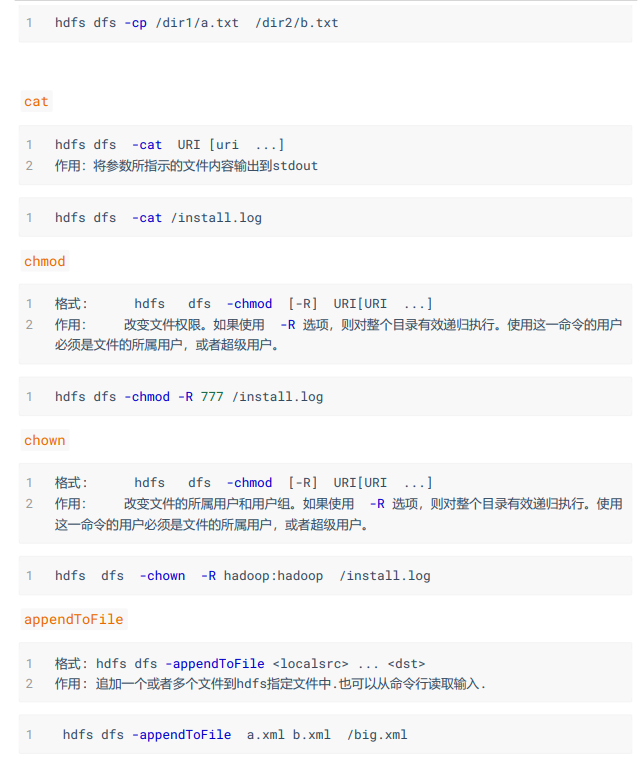 1 hdfs dfs -cp /dir1/a.txt  /dir2/b.txt
cat
1 hdfs dfs  -cat  URI [uri  ...]
2 作用：将参数所指示的文件内容输出到stdout
1 hdfs dfs  -cat /install.log
chmod
1 格式：      hdfs   dfs  -chmod  [-R]  URI[URI  ...]
2 作用：     改变文件权限。如果使用  -R 选项，则对整个目录有效递归执行。使用这一命令的用户
必须是文件的所属用户，或者超级用户。
1 hdfs dfs -chmod -R 777 /install.log
chown
1 格式：      hdfs   dfs  -chmod  [-R]  URI[URI  ...]
2 作用：     改变文件的所属用户和用户组。如果使用  -R 选项，则对整个目录有效递归执行。使用
这一命令的用户必须是文件的所属用户，或者超级用户。
1 hdfs  dfs  -chown  -R hadoop:hadoop  /install.log
appendToFile
1 格式: hdfs dfs -appendToFile <localsrc> ... <dst>
2 作用: 追加一个或者多个文件到hdfs指定文件中.也可以从命令行读取输入.
1  hdfs dfs -appendToFile  a.xml b.xml  /big.xml